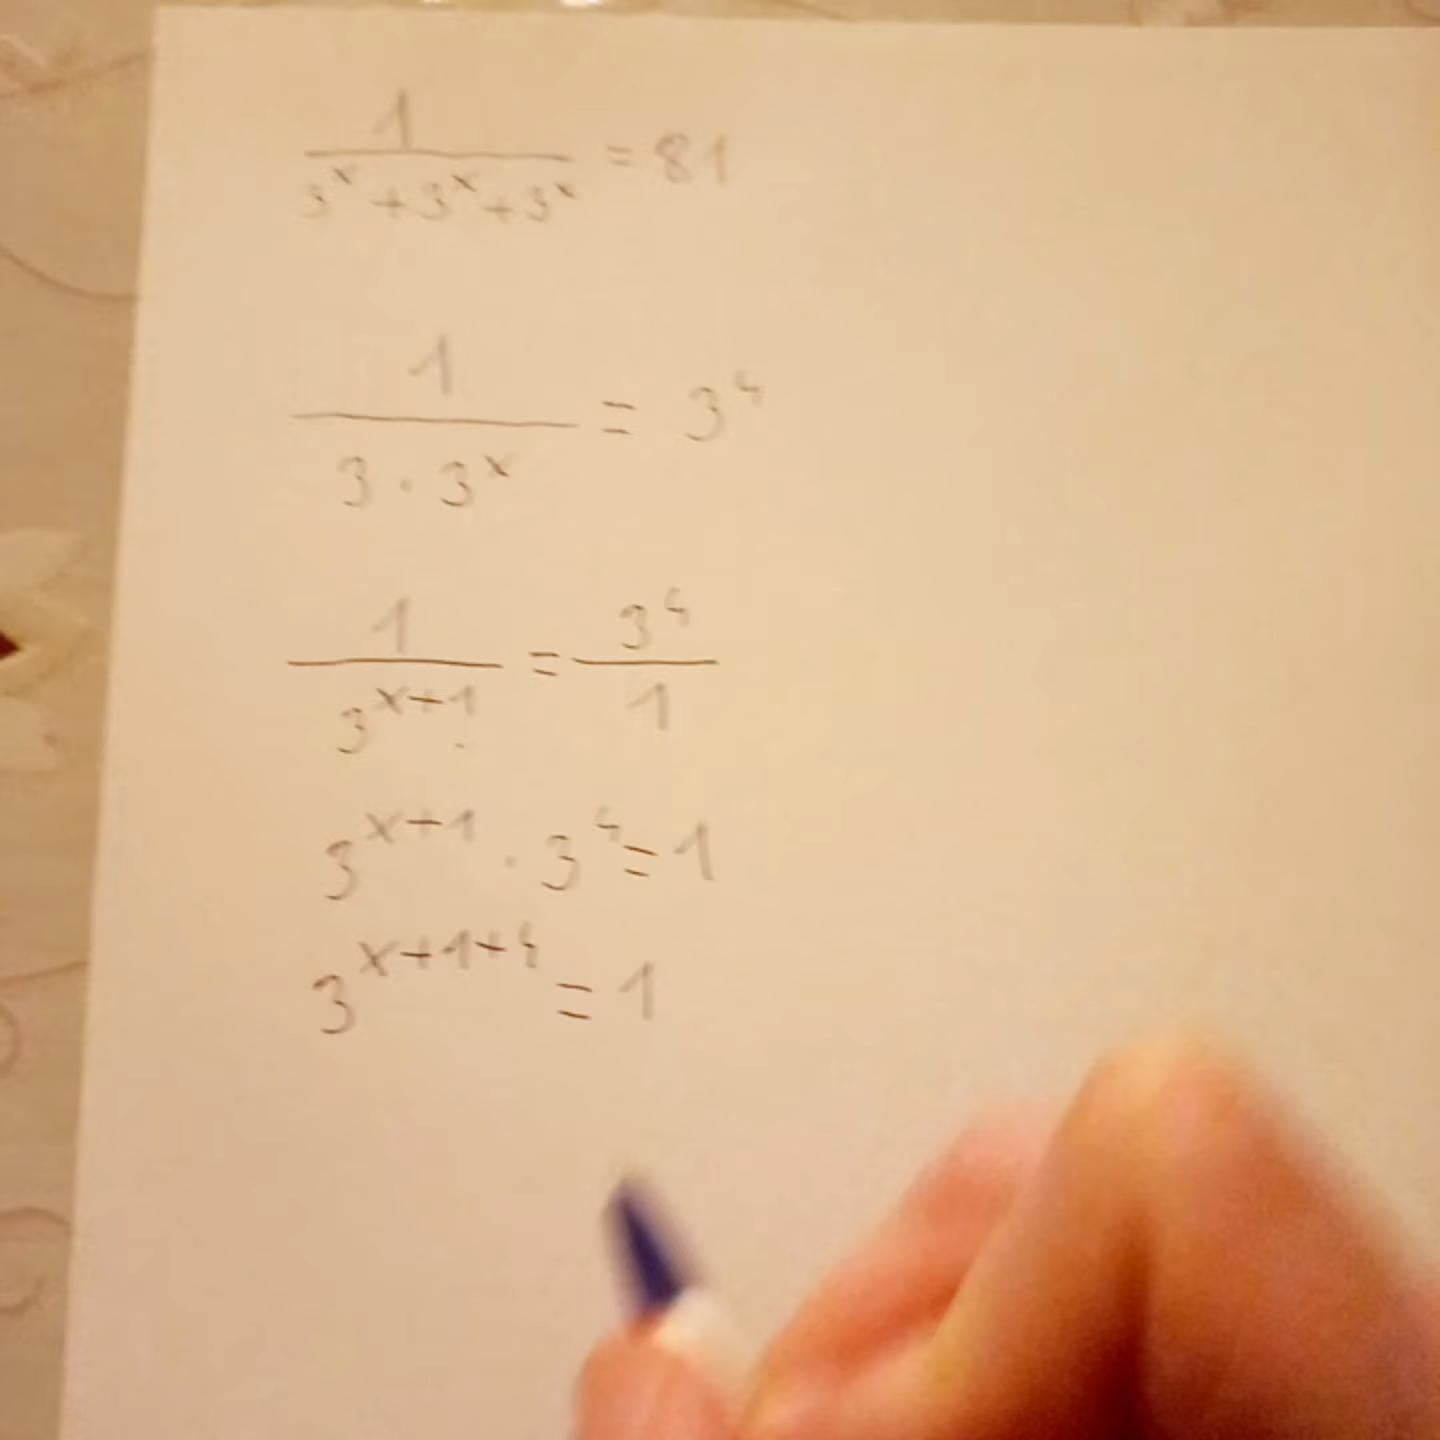 1/(3^x+3^x+3^x) = 81
1/(3·3^x) = 3^4
1/3^(x+1) = 3^4/1
3^(x+1) · 3^4 = 1
3^(x+1+4) = 1